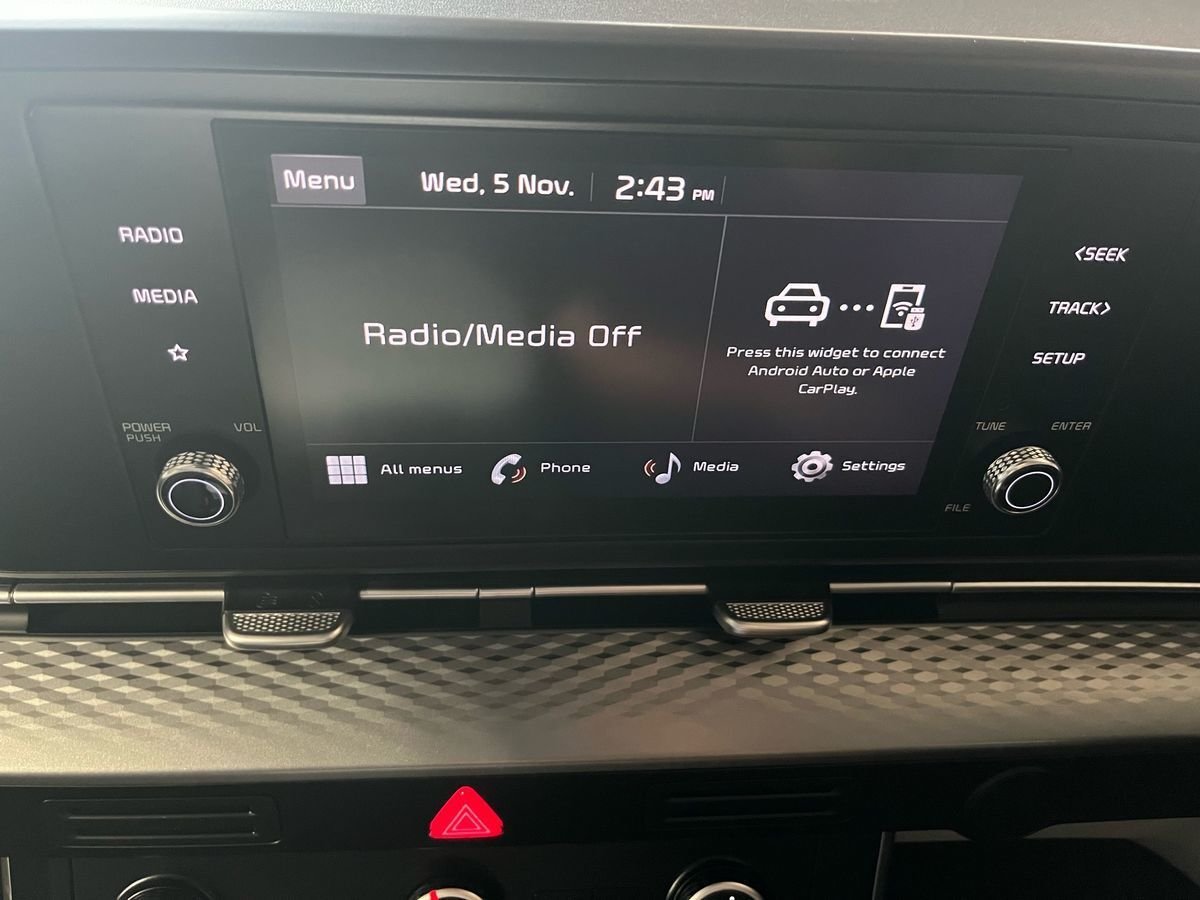 Menu
Wed, 5 Nov.
2:43 PM
RADIO
MEDIA
POWER
PUSH
VOL
Radio/Media Off
Press this widget to connect
Android Auto or Apple
CarPlay.
All menus
Phone
Media
Settings
<SEEK
TRACK>
SETUP
TUNE
ENTER
FILE